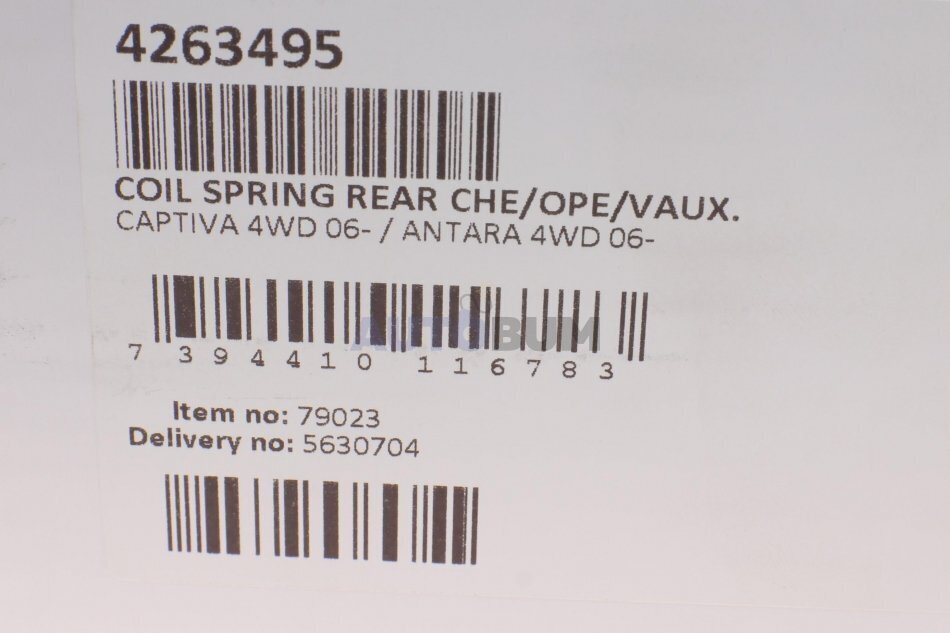 4263495
COIL SPRING REAR CHE/OPE/VAUX.
CAPTIVA 4WD 06- / ANTARA 4WD 06-
AUTOBUM
7 394410 116783
Item no: 79023
Delivery no: 5630704